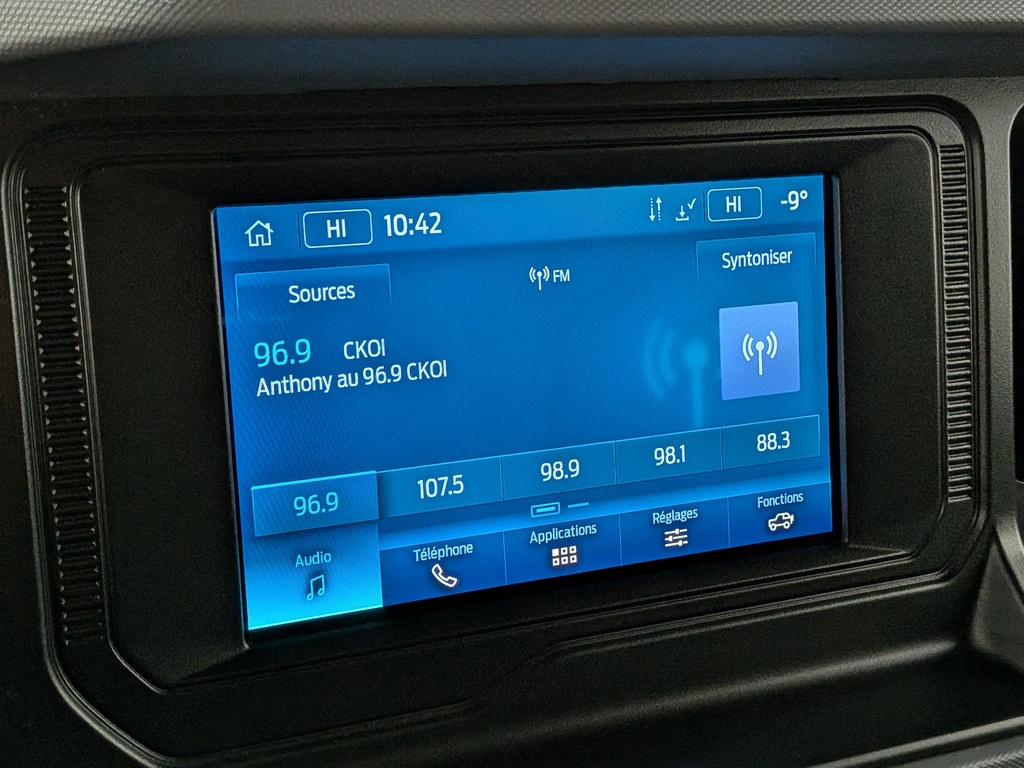 HI 10:42 HI -9°
Sources
FM
Syntoniser
96.9 CKOI
Anthony au 96.9 CKOI
96.9 107.5 98.9 98.1 88.3
Audio Téléphone Applications Réglages Fonctions